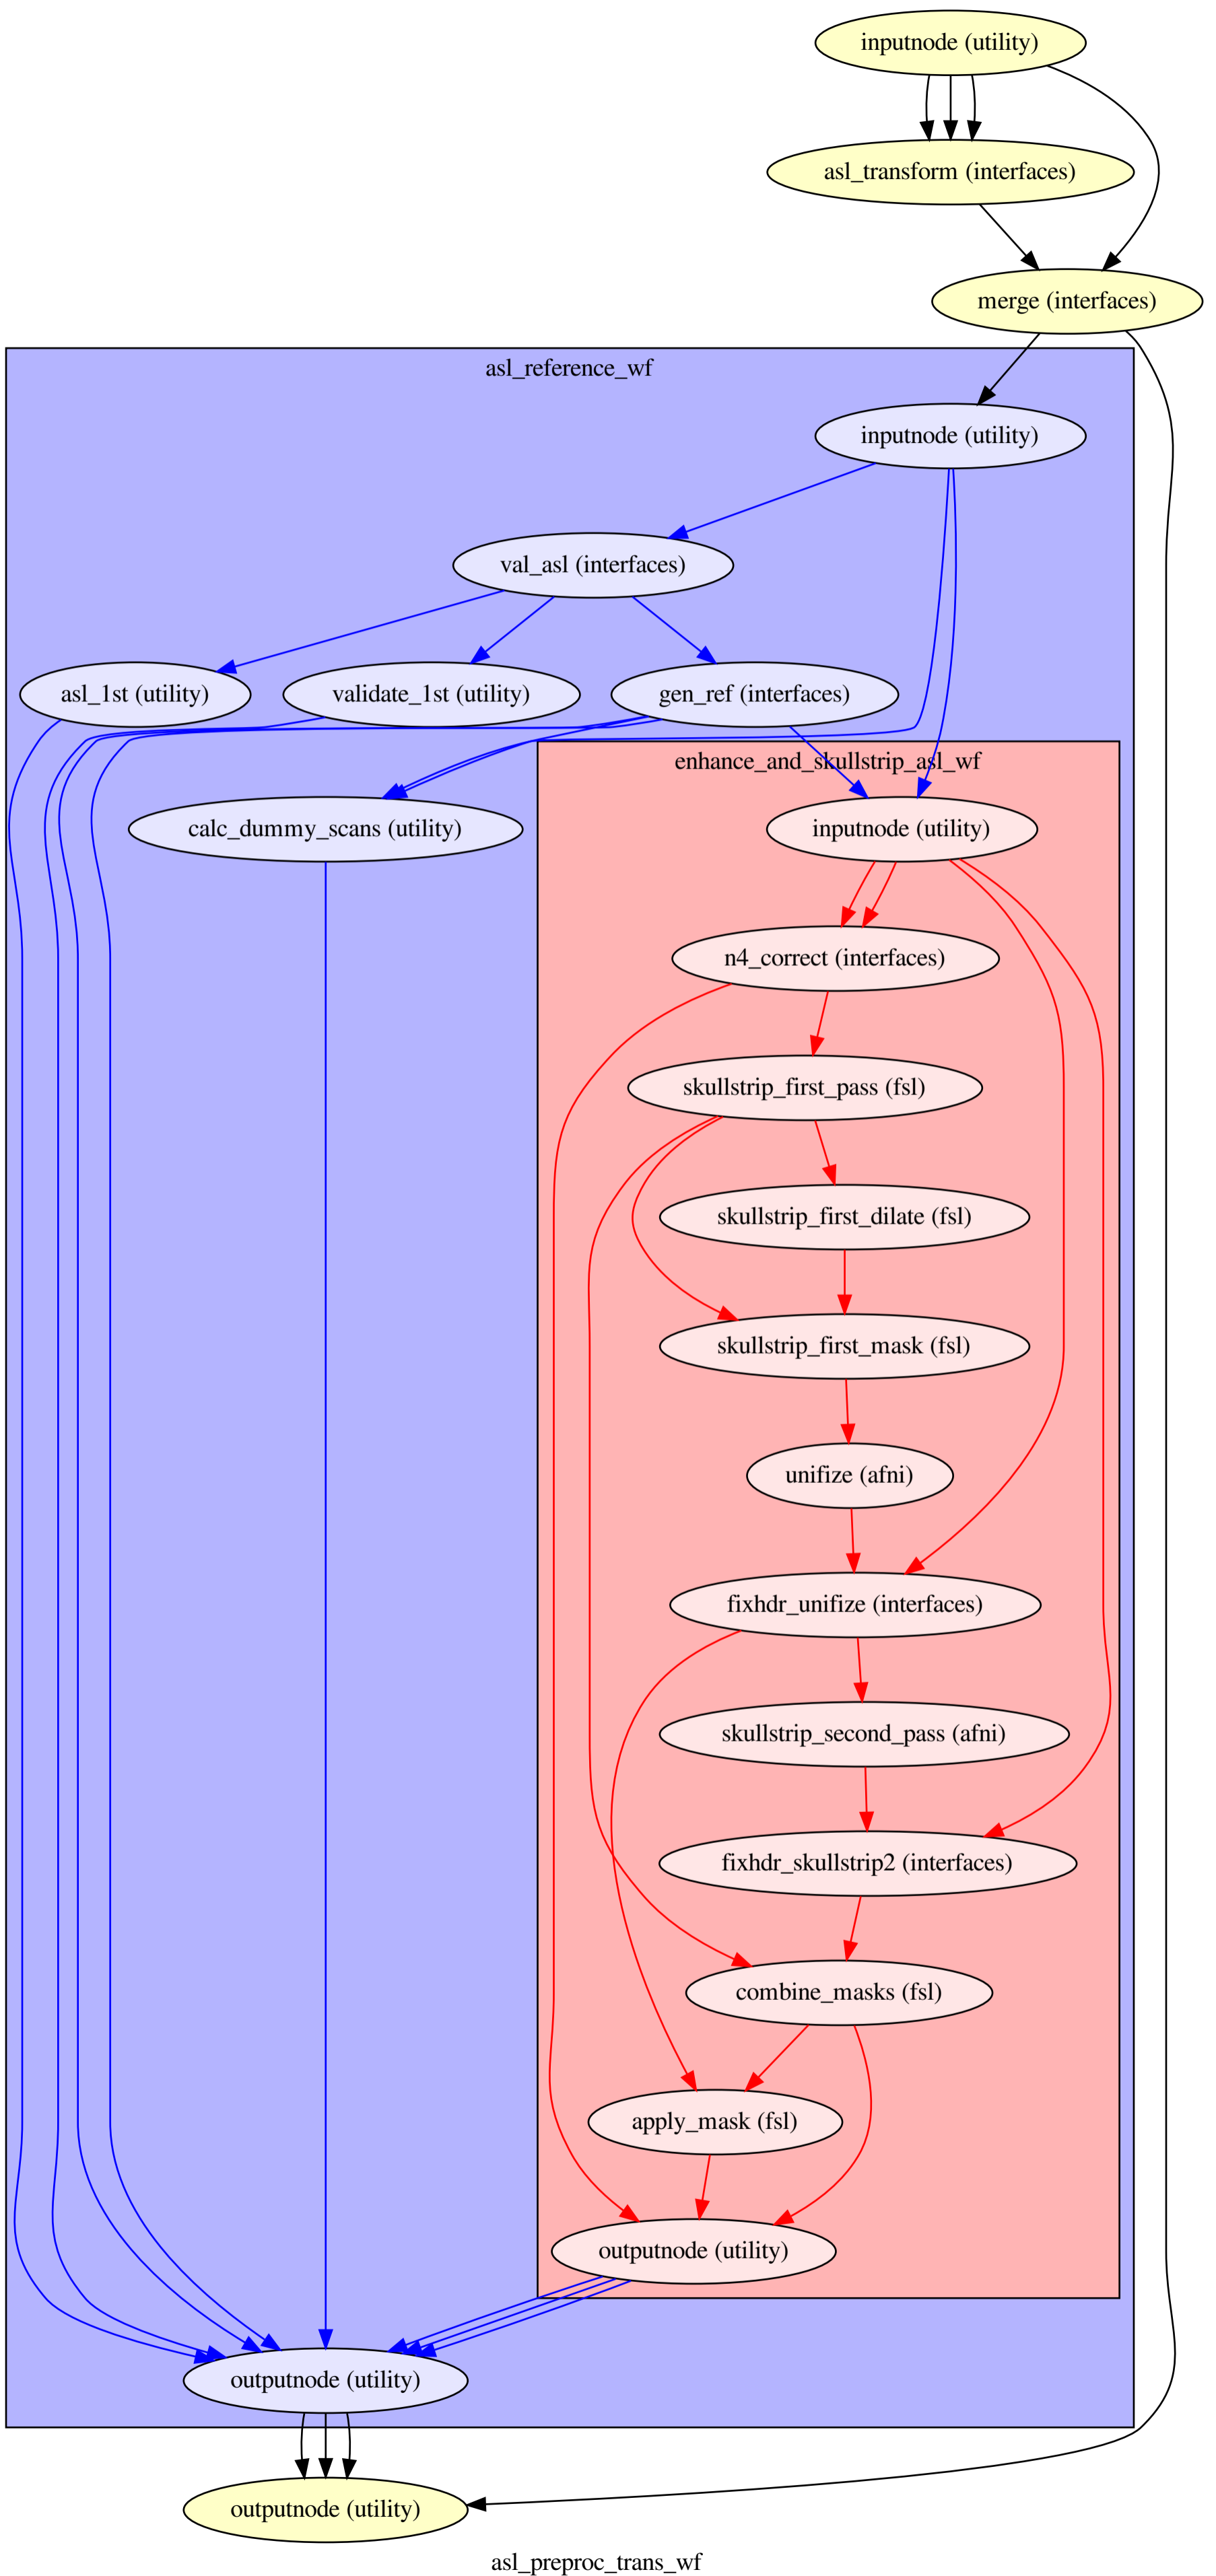 inputnode (utility)
asl_transform (interfaces)
merge (interfaces)
asl_reference_wf
inputnode (utility)
val_asl (interfaces)
asl_1st (utility)
validate_1st (utility)
gen_ref (interfaces)
enhance_and_skullstrip_asl_wf
calc_dummy_scans (utility)
inputnode (utility)
n4_correct (interfaces)
skullstrip_first_pass (fsl)
skullstrip_first_dilate (fsl)
skullstrip_first_mask (fsl)
unifize (afni)
fixhdr_unifize (interfaces)
skullstrip_second_pass (afni)
fixhdr_skullstrip2 (interfaces)
combine_masks (fsl)
apply_mask (fsl)
outputnode (utility)
outputnode (utility)
outputnode (utility)
asl_preproc_trans_wf